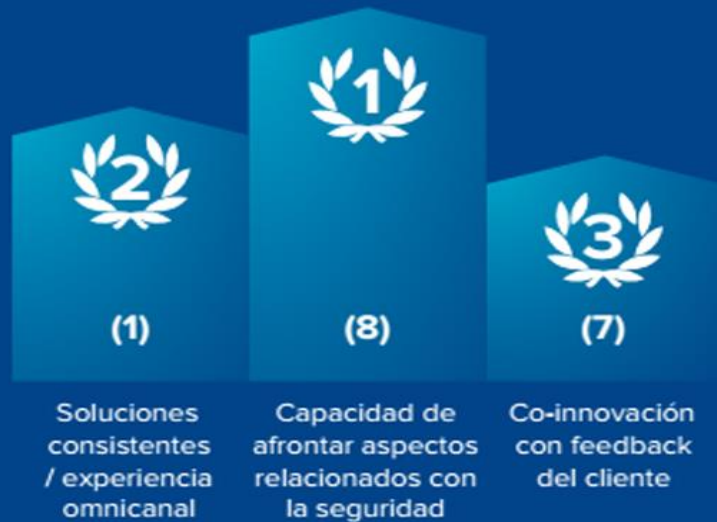 2
(1)
Soluciones
consistentes
/ experiencia
omnicanal
1
(8)
Capacidad de
afrontar aspectos
relacionados con
la seguridad
3
(7)
Co-innovación
con feedback
del cliente